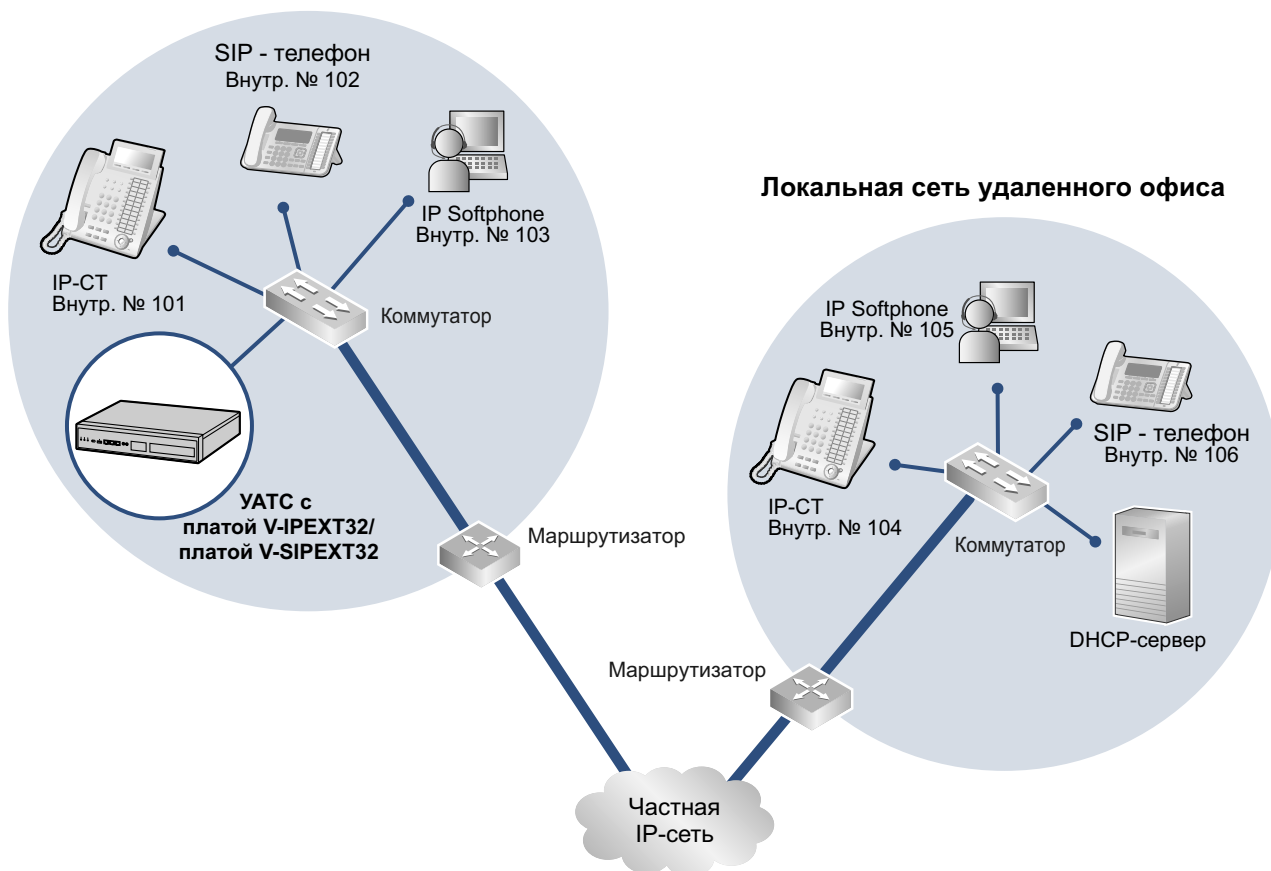 SIP - телефон
Внутр. № 102
IP Softphone
Внутр. № 103
IP-СТ
Внутр. № 101
Коммутатор
УАТС с
платой V-IPEXT32/
платой V-SIPEXT32
Маршрутизатор
Локальная сеть удаленного офиса
IP Softphone
Внутр. № 105
SIP - телефон
Внутр. № 106
IP-СТ
Внутр. № 104
Коммутатор
DHCP-сервер
Маршрутизатор
Частная
IP-сеть